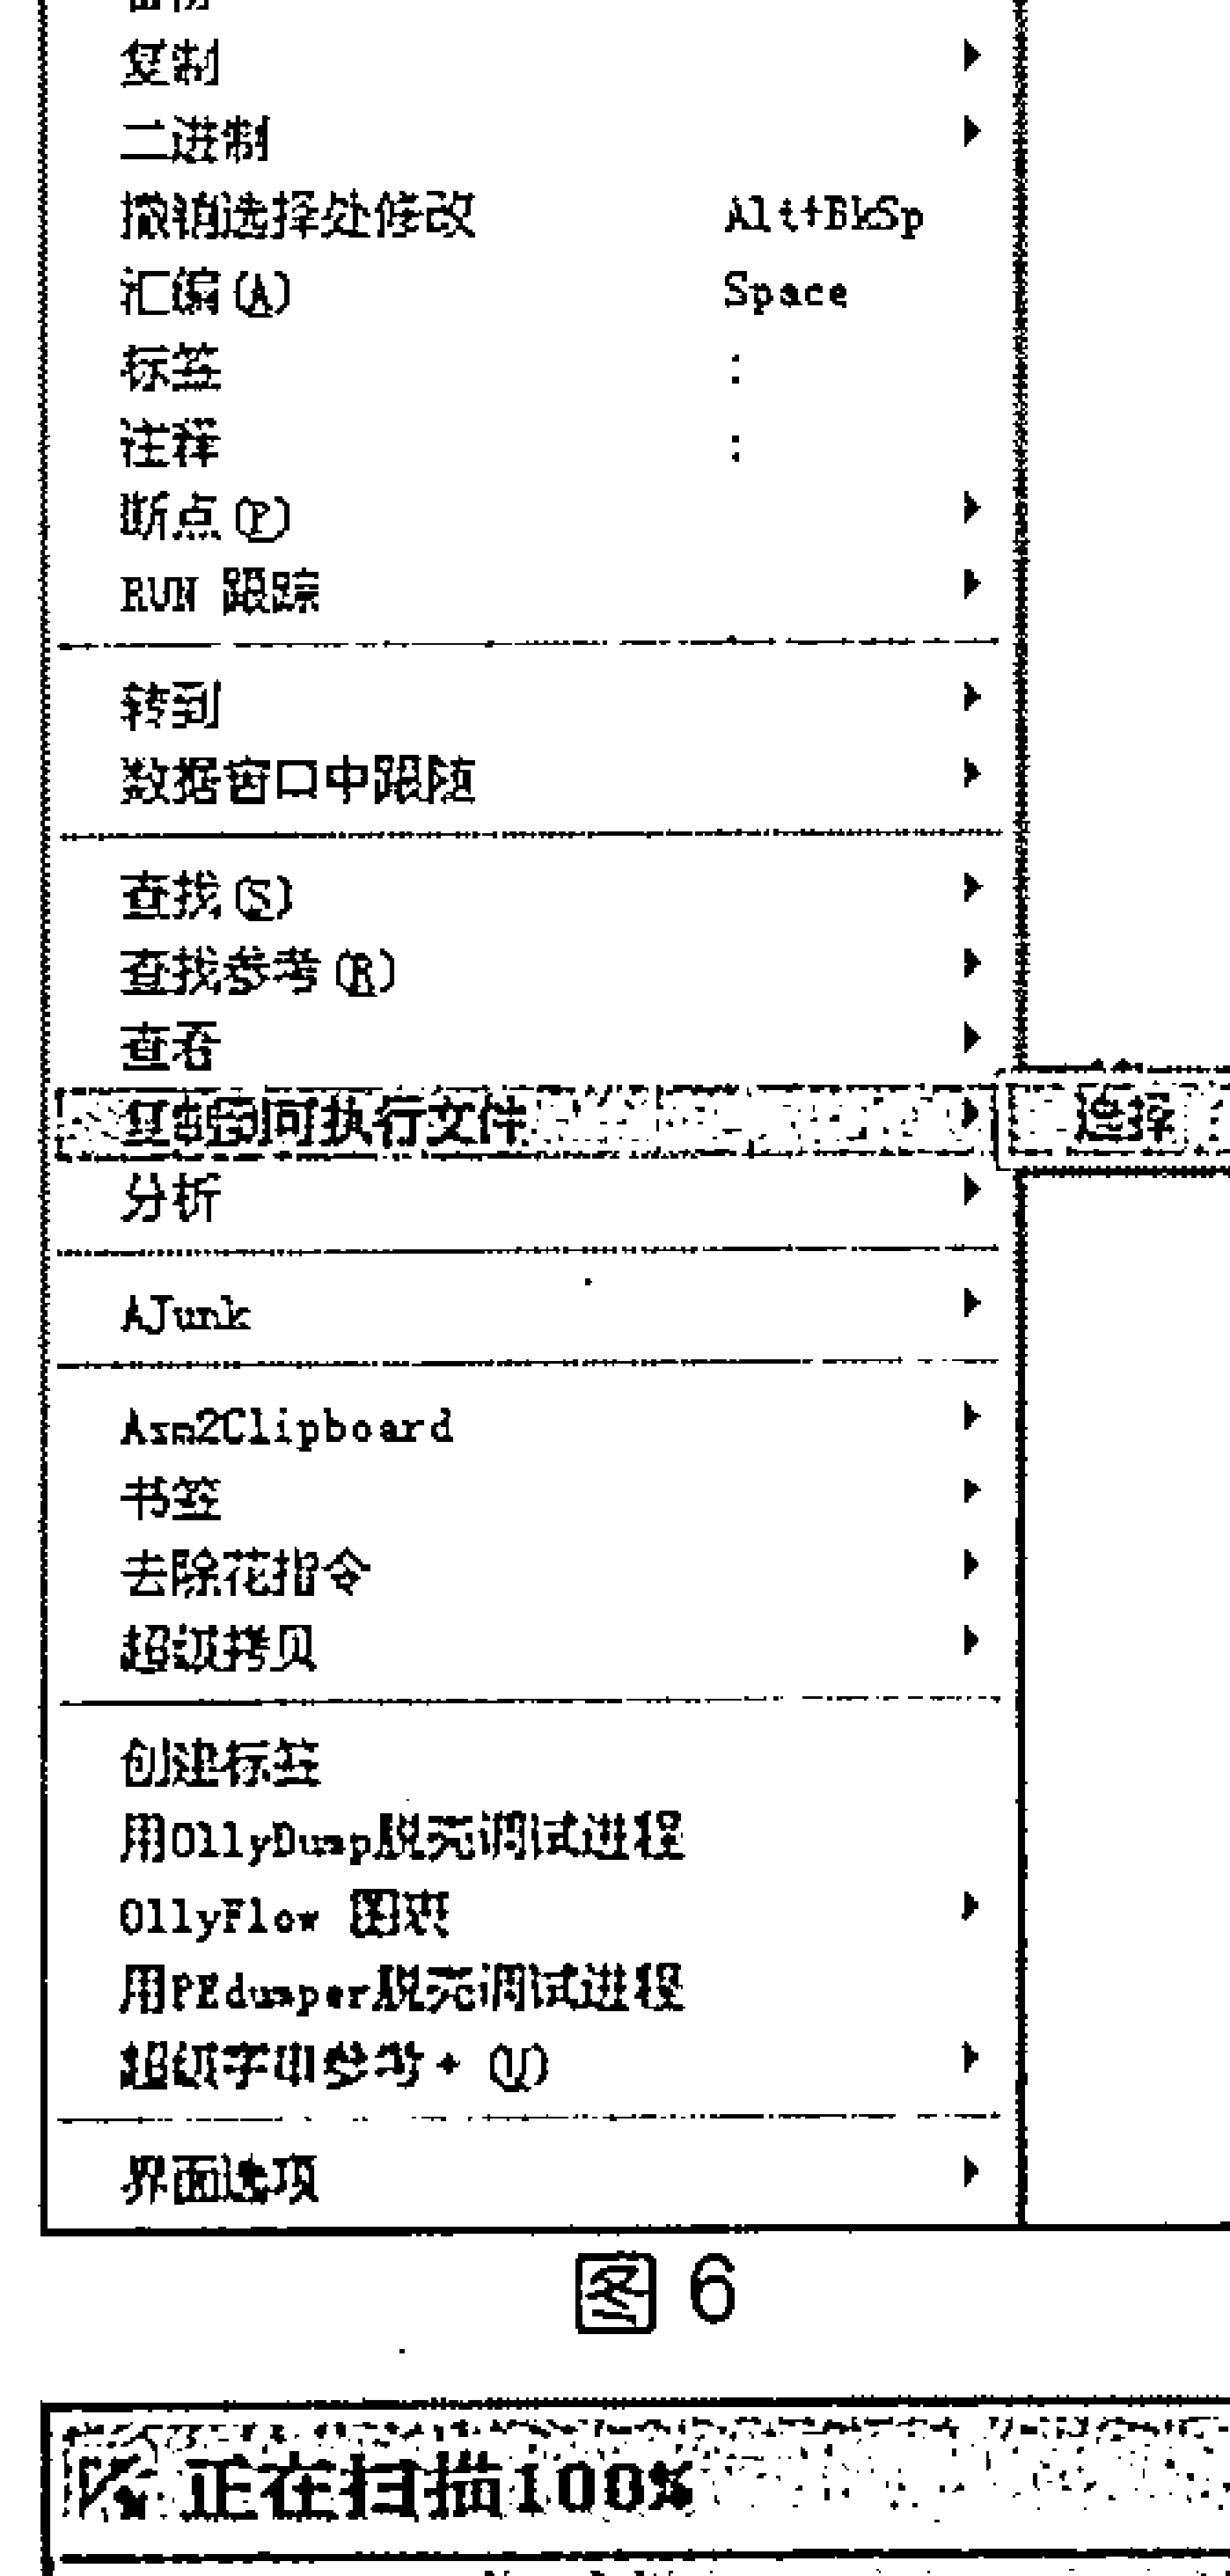 复制
二进制
撤销选择处修改 Alt+BkSp
汇编(A) Space
标签 :
注释 :
断点(P)
RUN 跟踪
转到
数据窗口中跟随
查找(S)
查找参考(R)
查看
复制到可执行文件 选择
分析
AJunk
Asm2Clipboard
书签
去除花指令
超级拷贝
创建标签
用OllyDump脱壳调试进程
OllyFlow 图表
用PEdumper脱壳调试进程
超级字串参考+ (V)
界面选项
图 6
正在扫描100%